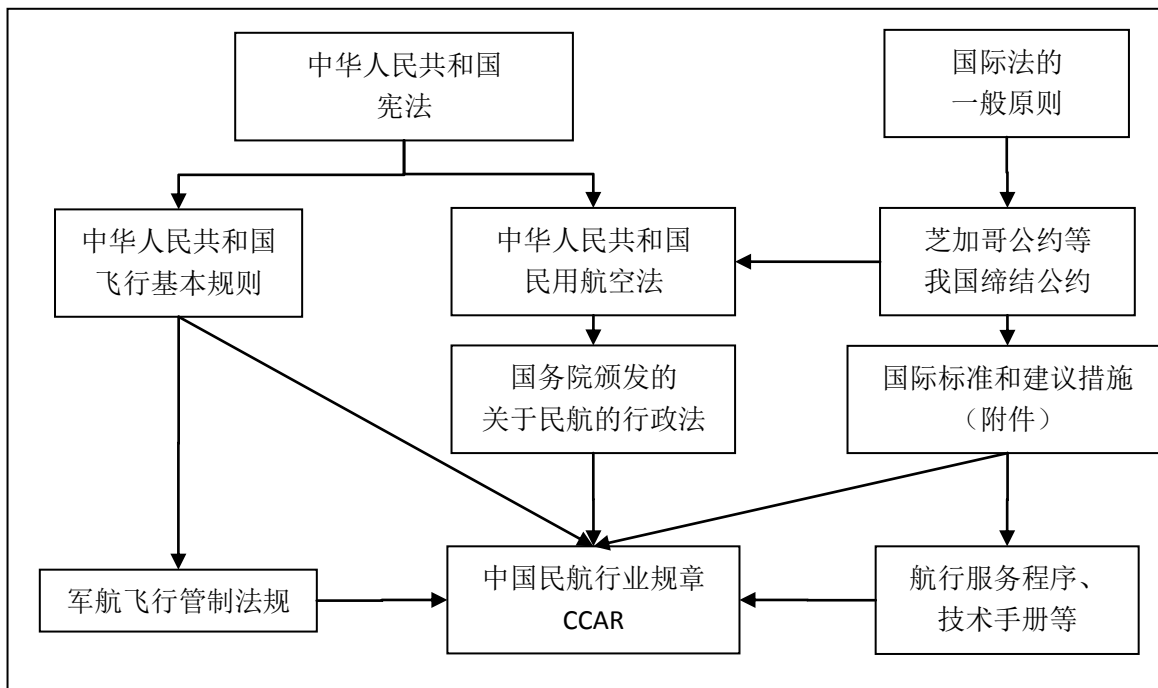 中华人民共和国
宪法
国际法的
一般原则
中华人民共和国
飞行基本规则
中华人民共和国
民用航空法
芝加哥公约等
我国缔结公约
国务院颁发的
关于民航的行政法
国际标准和建议措施
（附件）
军航飞行管制法规
中国民航行业规章
CCAR
航行服务程序、
技术手册等